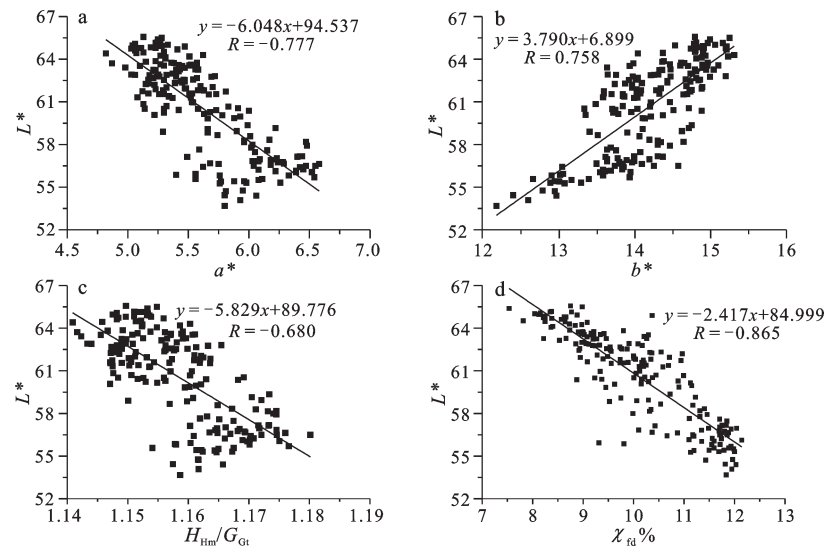 a
y=−6.048x+94.537
R=−0.777
67
64
61
58
55
52
L*
4.5 5.0 5.5 6.0 6.5 7.0
a*
b
y=3.790x+6.899
R=0.758
67
64
61
58
55
52
L*
12 13 14 15 16
b*
c
y=−5.829x+89.776
R=−0.680
67
64
61
58
55
52
L*
1.14 1.15 1.16 1.17 1.18 1.19
H_Hm/G_Gt
d
y=−2.417x+84.999
R=−0.865
67
64
61
58
55
52
L*
7 8 9 10 11 12 13
χ_fd%